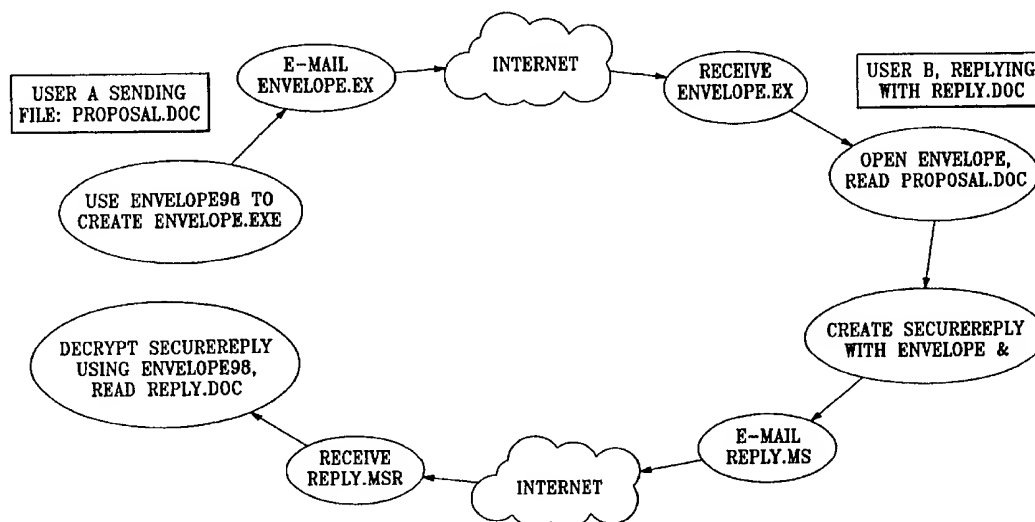 USER A SENDING
FILE: PROPOSAL.DOC
USE ENVELOPE98 TO
CREATE ENVELOPE.EXE
E-MAIL
ENVELOPE.EX
INTERNET
RECEIVE
ENVELOPE.EX
USER B, REPLYING
WITH REPLY.DOC
OPEN ENVELOPE,
READ PROPOSAL.DOC
CREATE SECUREREPLY
WITH ENVELOPE &
E-MAIL
REPLY.MS
INTERNET
RECEIVE
REPLY.MSR
DECRYPT SECUREREPLY
USING ENVELOPE98,
READ REPLY.DOC